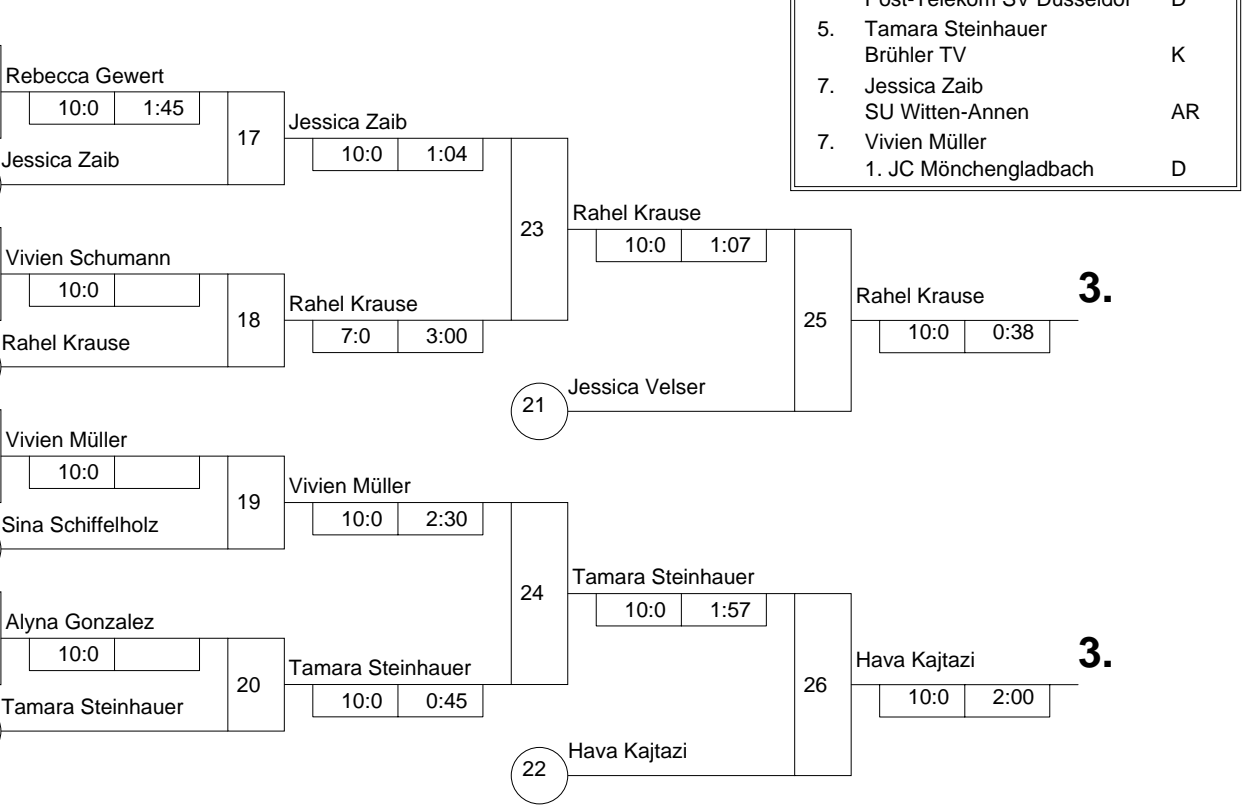 Post-Telekom SV Düsseldorf D
5. Tamara Steinhauer
Brühler TV K
7. Jessica Zaib
SU Witten-Annen AR
7. Vivien Müller
1. JC Mönchengladbach D
Rebecca Gewert
10:0 1:45
17
Jessica Zaib
Jessica Zaib
10:0 1:04
23
Rahel Krause
10:0 1:07
Vivien Schumann
10:0
18
Rahel Krause
Rahel Krause
7:0 3:00
25
Rahel Krause 3.
10:0 0:38
21 Jessica Velser
Vivien Müller
10:0
19
Sina Schiffelholz
Vivien Müller
10:0 2:30
24
Tamara Steinhauer
10:0 1:57
Alyna Gonzalez
10:0
20
Tamara Steinhauer
Tamara Steinhauer
10:0 0:45
26
Hava Kajtazi 3.
10:0 2:00
22 Hava Kajtazi